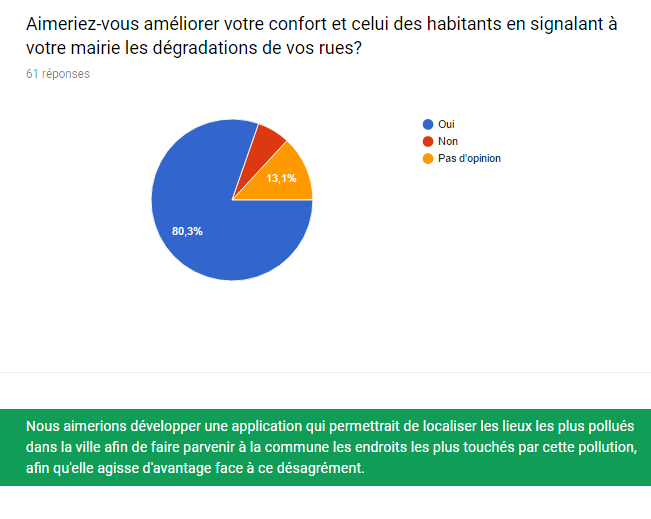 Aimeriez-vous améliorer votre confort et celui des habitants en signalant à
votre mairie les dégradations de vos rues?
61 réponses
Oui
Non
Pas d'opinion
13,1%
80,3%
Nous aimerions développer une application qui permettrait de localiser les lieux les plus pollués
dans la ville afin de faire parvenir à la commune les endroits les plus touchés par cette pollution,
afin qu'elle agisse d'avantage face à ce désagrément.